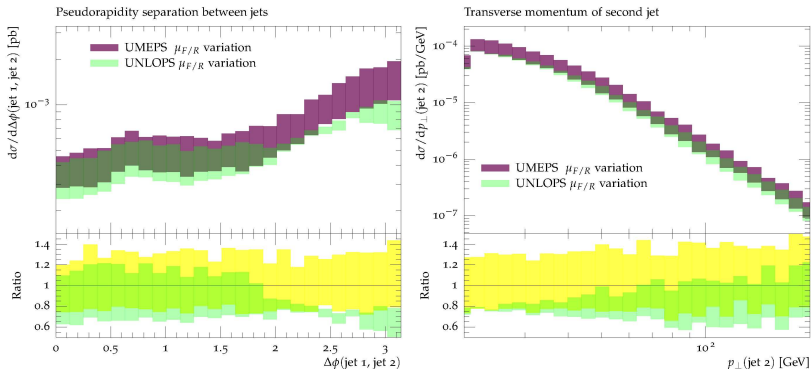 Pseudorapidity separation between jets
dσ/dΔϕ(jet 1, jet 2) [pb]
10⁻³
UMEPS μF/R variation
UNLOPS μF/R variation
Ratio
1.4
1.2
1
0.8
0.6
0 0.5 1 1.5 2 2.5 3
Δϕ(jet 1, jet 2)
Transverse momentum of second jet
dσ/dp⊥(jet 2) [pb/GeV]
10⁻⁴
10⁻⁵
10⁻⁶
10⁻⁷
UMEPS μF/R variation
UNLOPS μF/R variation
Ratio
1.4
1.2
1
0.8
0.6
10²
p⊥(jet 2) [GeV]